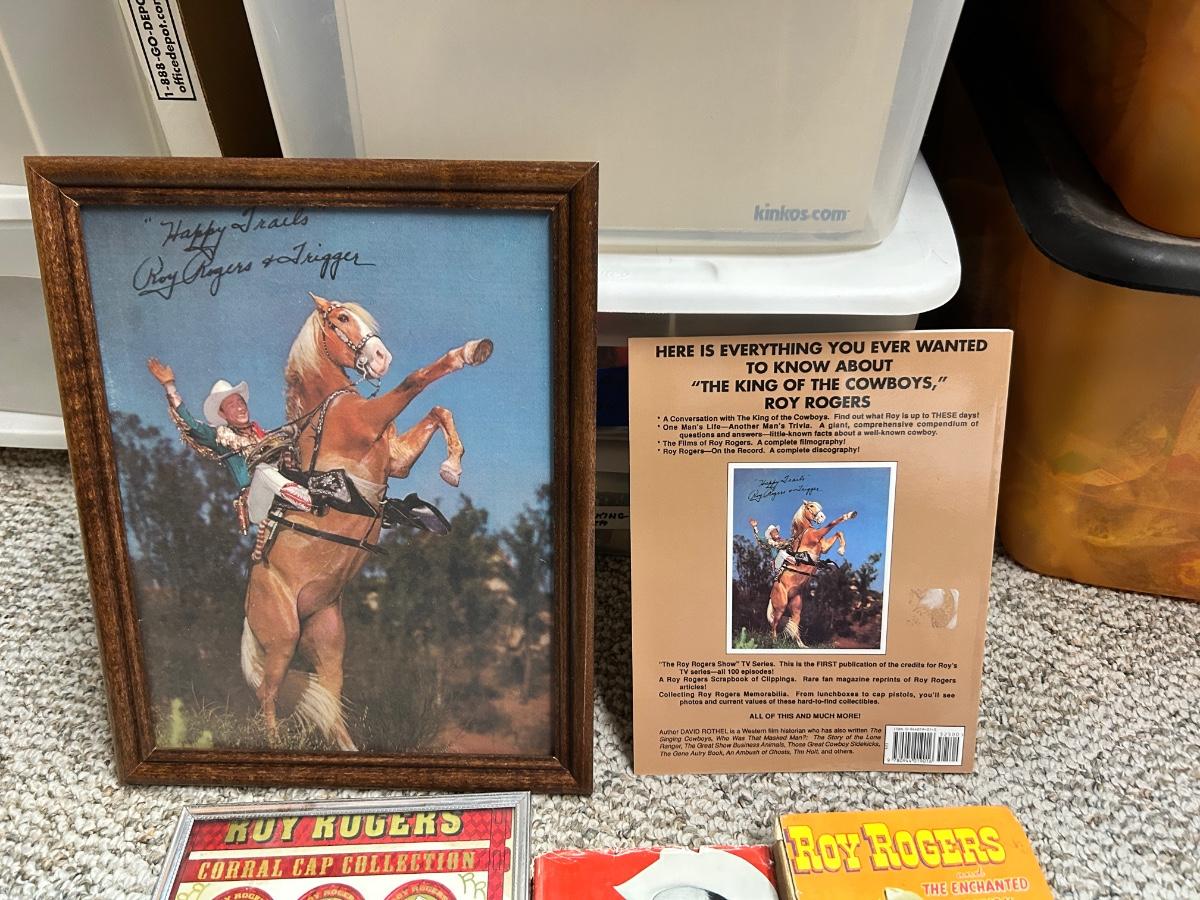 1-888-GO-DEPO
officedepot.com
kinkos.com
"Happy Trails
Roy Rogers & Trigger
HERE IS EVERYTHING YOU EVER WANTED
TO KNOW ABOUT
"THE KING OF THE COWBOYS,"
ROY ROGERS
* A Conversation with The King of the Cowboys. Find out what Roy is up to THESE days!
* One Man's Life—Another Man's Trivia. A giant, comprehensive compendium of
questions and answers—little-known facts about a well-known cowboy.
* The Films of Roy Rogers. A complete filmography!
* Roy Rogers—On the Record. A complete discography!
"Happy Trails"
Roy Rogers & Trigger
"The Roy Rogers Show" TV Series. This is the FIRST publication of the credits for Roy's
TV series—all 100 episodes!
A Roy Rogers Scrapbook of Clippings. Rare fan magazine reprints of Roy Rogers
articles!
Collecting Roy Rogers Memorabilia. From lunchboxes to cap pistols, you'll see
photos and current values of these hard-to-find collectibles.
ALL OF THIS AND MUCH MORE!
Author DAVID ROTHEL is a Western film historian who has also written The
Singing Cowboys, Who Was That Masked Man?: The Story of the Lone
Ranger, The Great Show Business Animals, Those Great Cowboy Sidekicks,
The Gene Autry Book, An Ambush of Ghosts, Tim Holt, and others.
ROY ROGERS
CORRAL CAP COLLECTION
ROY ROGERS
ROY ROGERS
ROY ROGERS
ROY ROGERS
and
THE ENCHANTED